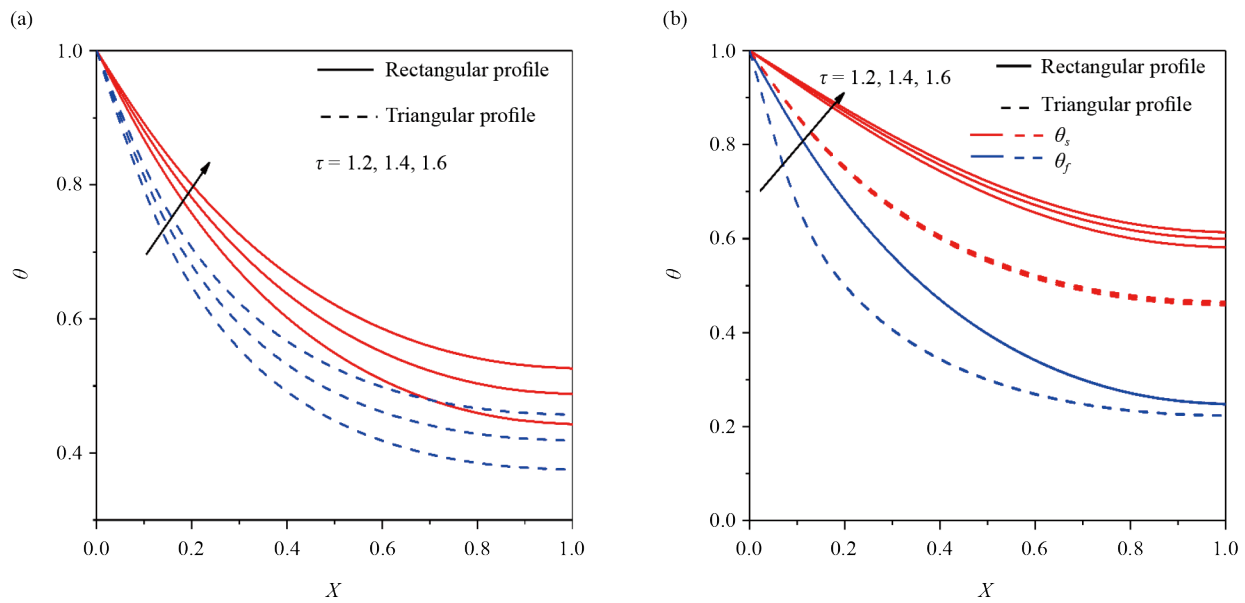 (a)
1.0
0.8
0.6
0.4
θ
0.0 0.2 0.4 0.6 0.8 1.0
X
Rectangular profile
Triangular profile
τ = 1.2, 1.4, 1.6
(b)
1.0
0.8
0.6
0.4
0.2
0.0
θ
0.0 0.2 0.4 0.6 0.8 1.0
X
τ = 1.2, 1.4, 1.6
Rectangular profile
Triangular profile
θs
θf